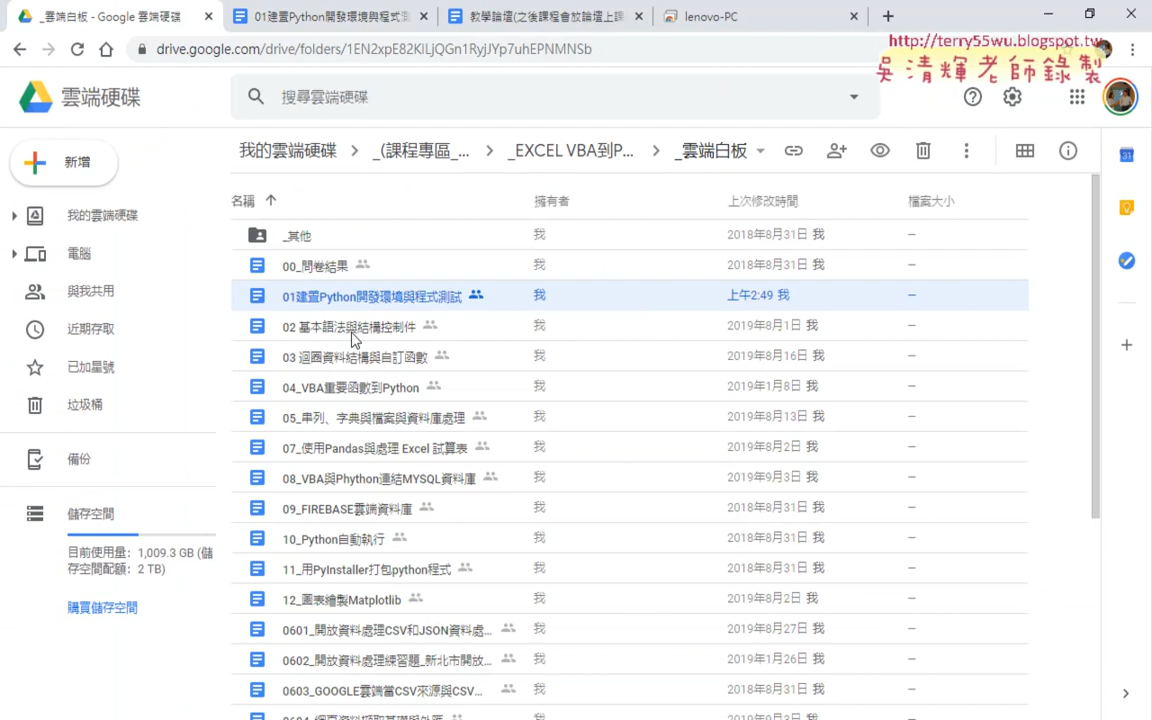 _雲端白板 - Google 雲端硬碟
01建置Python開發環境與程式測
教學論壇(之後課程會放論壇上課
lenovo-PC
drive.google.com/drive/folders/1EN2xpE82KlLjQGn1RyjJYp7uhEPNMNSb
http://terry55wu.blogspot.tw
吳清輝老師錄製
雲端硬碟
搜尋雲端硬碟
新增
我的雲端硬碟
_(課程專區_...
_EXCEL VBA到P...
_雲端白板
我的雲端硬碟
電腦
與我共用
近期存取
已加星號
垃圾桶
備份
儲存空間
目前使用量: 1,009.3 GB (儲
存空間配額: 2 TB)
購買儲存空間
名稱 擁有者 上次修改時間 檔案大小
_其他 我 2018年8月31日 我 –
00_問卷結果 我 2018年8月31日 我 –
01建置Python開發環境與程式測試 我 上午2:49 我 –
02 基本語法與結構控制件 我 2019年8月1日 我 –
03 迴圈資料結構與自訂函數 我 2019年8月16日 我 –
04_VBA重要函數到Python 我 2019年1月8日 我 –
05_串列、字典與檔案與資料庫處理 我 2019年8月13日 我 –
07_使用Pandas與處理 Excel 試算表 我 2019年8月2日 我 –
08_VBA與Phython連結MYSQL資料庫 我 2019年9月3日 我 –
09_FIREBASE雲端資料庫 我 2018年8月31日 我 –
10_Python自動執行 我 2018年8月31日 我 –
11_用PyInstaller打包python程式 我 2018年8月31日 我 –
12_圖表繪製Matplotlib 我 2019年8月2日 我 –
0601_開放資料處理CSV和JSON資料處... 我 2019年8月27日 我 –
0602_開放資料處理練習題_新北市開放... 我 2019年1月26日 我 –
0603_GOOGLE雲端當CSV來源與CSV... 我 2018年8月31日 我 –